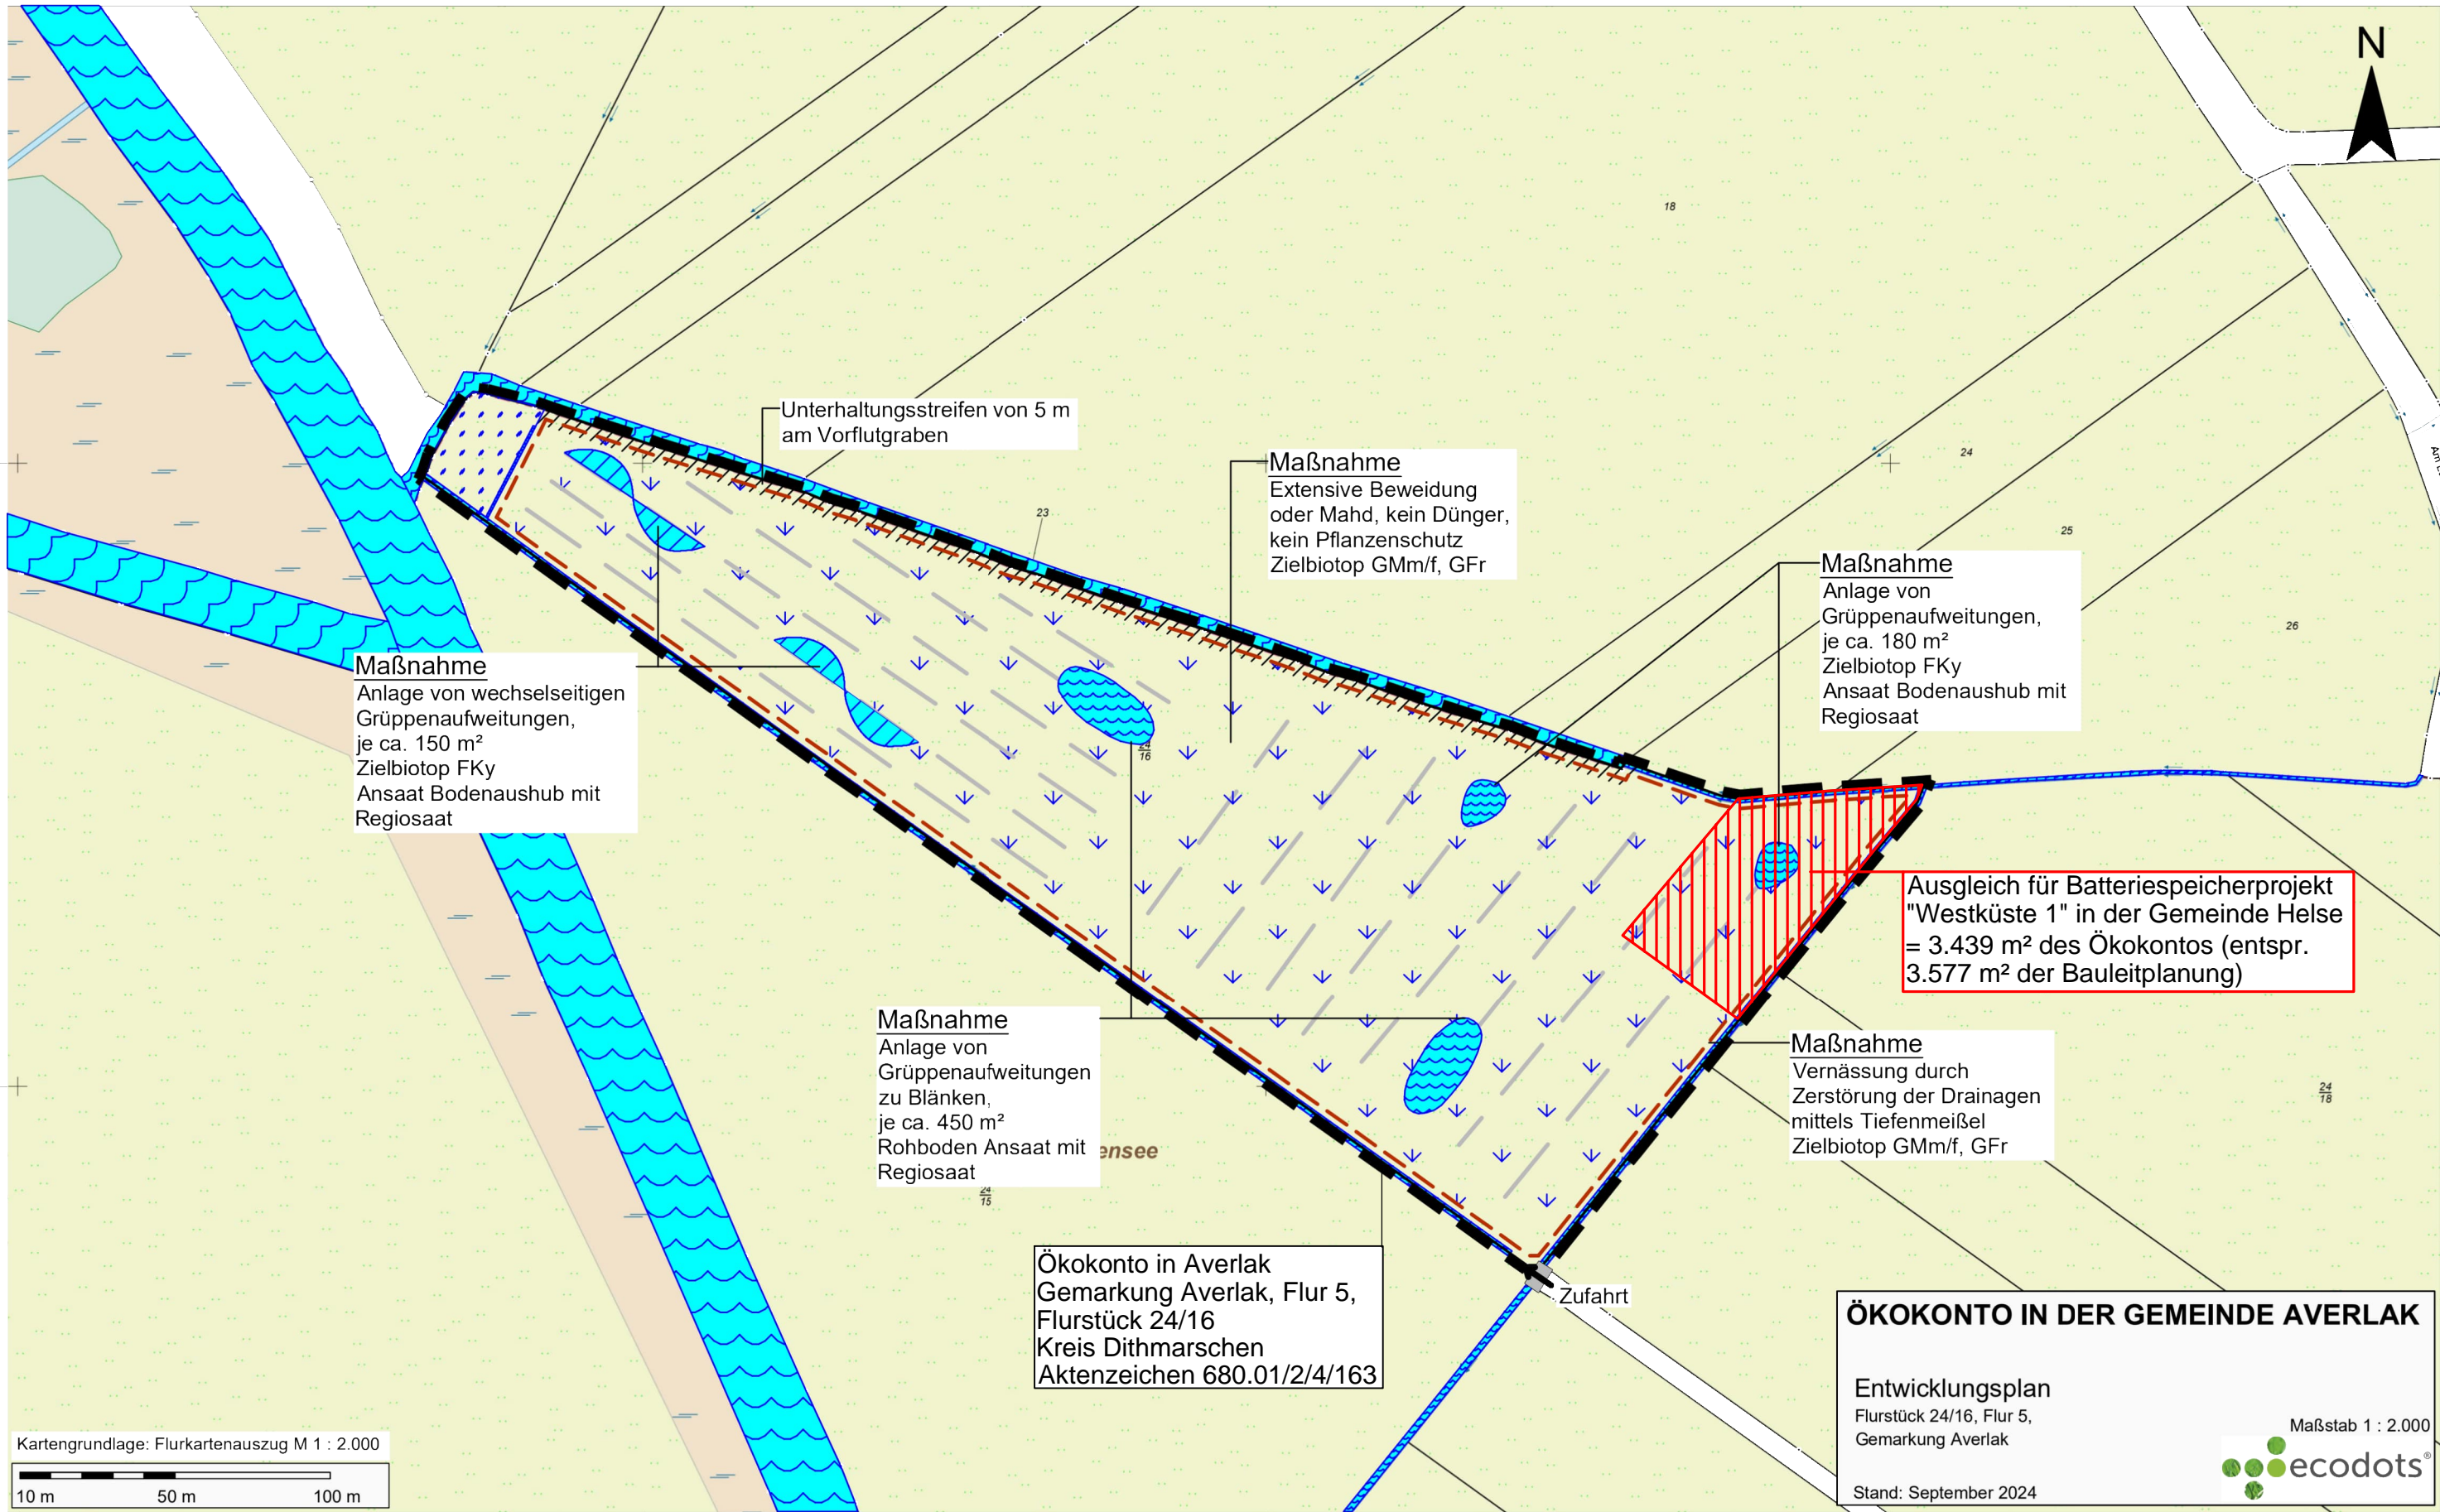 N
18
Unterhaltungsstreifen von 5 m
am Vorflutgraben
Maßnahme
Extensive Beweidung
oder Mahd, kein Dünger,
kein Pflanzenschutz
Zielbiotop GMm/f, GFr
24
23
25
Maßnahme
Anlage von
Grüppenaufweitungen,
je ca. 180 m²
Zielbiotop FKy
Ansaat Bodenaushub mit
Regiosaat
26
Maßnahme
Anlage von wechselseitigen
Grüppenaufweitungen,
je ca. 150 m²
Zielbiotop FKy
Ansaat Bodenaushub mit
Regiosaat
24
16
Ausgleich für Batteriespeicherprojekt
"Westküste 1" in der Gemeinde Helse
= 3.439 m² des Ökokontos (entspr.
3.577 m² der Bauleitplanung)
Maßnahme
Anlage von
Grüppenaufweitungen
zu Blänken,
je ca. 450 m²
Rohboden Ansaat mit
Regiosaat
ensee
24
15
Maßnahme
Vernässung durch
Zerstörung der Drainagen
mittels Tiefenmeißel
Zielbiotop GMm/f, GFr
24
18
Ökokonto in Averlak
Gemarkung Averlak, Flur 5,
Flurstück 24/16
Kreis Dithmarschen
Aktenzeichen 680.01/2/4/163
Zufahrt
ÖKOKONTO IN DER GEMEINDE AVERLAK
Entwicklungsplan
Flurstück 24/16, Flur 5,
Gemarkung Averlak
Maßstab 1 : 2.000
ecodots®
Stand: September 2024
Kartengrundlage: Flurkartenauszug M 1 : 2.000
10 m 50 m 100 m